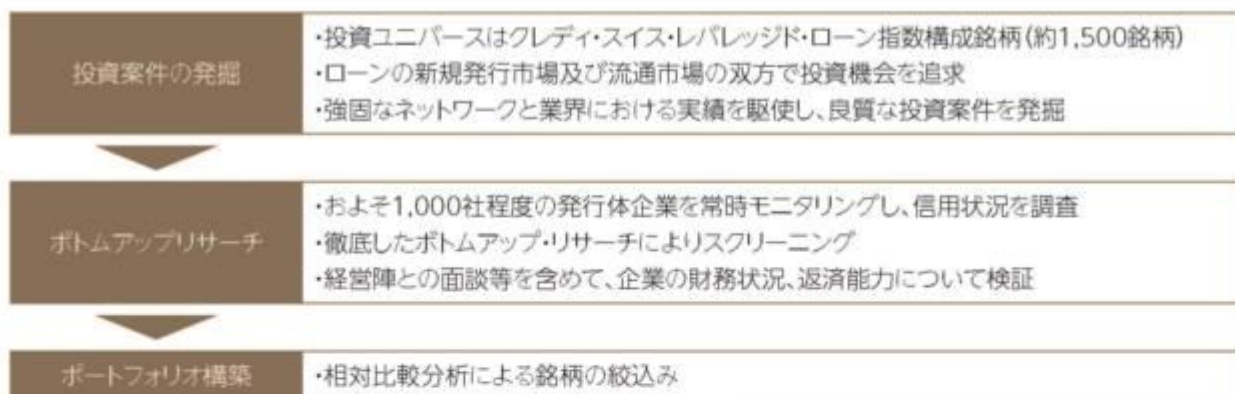 投資案件の発掘
・投資ユニバースはクレディ・スイス・レバレッジド・ローン指数構成銘柄(約1,500銘柄)
・ローンの新規発行市場及び流通市場の双方で投資機会を追求
・強固なネットワークと業界における実績を駆使し、良質な投資案件を発掘
ボトムアップリサーチ
・およそ1,000社程度の発行体企業を常時モニタリングし、信用状況を調査
・徹底したボトムアップ・リサーチによりスクリーニング
・経営陣との面談等を含めて、企業の財務状況、返済能力について検証
ポートフォリオ構築
・相対比較分析による銘柄の絞込み